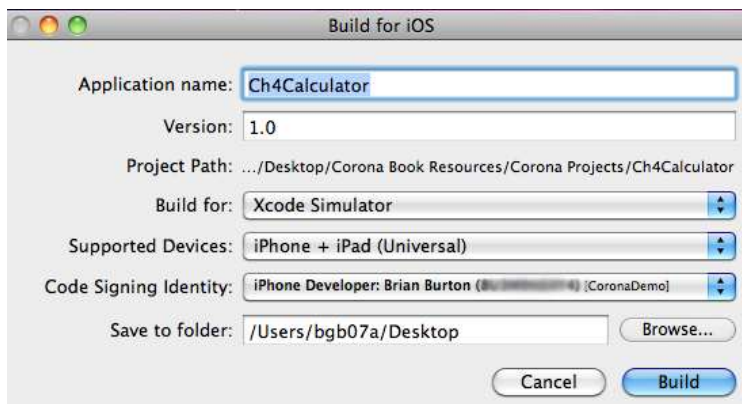 Build for iOS
Application name: Ch4Calculator
Version: 1.0
Project Path: .../Desktop/Corona Book Resources/Corona Projects/Ch4Calculator
Build for: Xcode Simulator
Supported Devices: iPhone + iPad (Universal)
Code Signing Identity: iPhone Developer: Brian Burton ( ) [CoronaDemo]
Save to folder: /Users/bgb07a/Desktop Browse...
Cancel Build